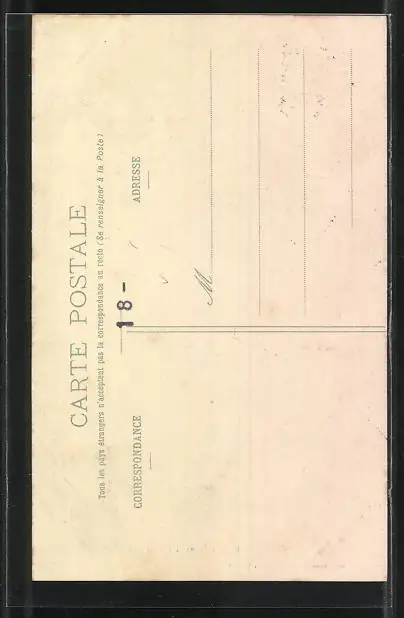 CARTE POSTALE
Tous les pays étrangers n'acceptent pas la correspondance au recto (Se renseigner à la Poste)
18-
CORRESPONDANCE
ADRESSE
M